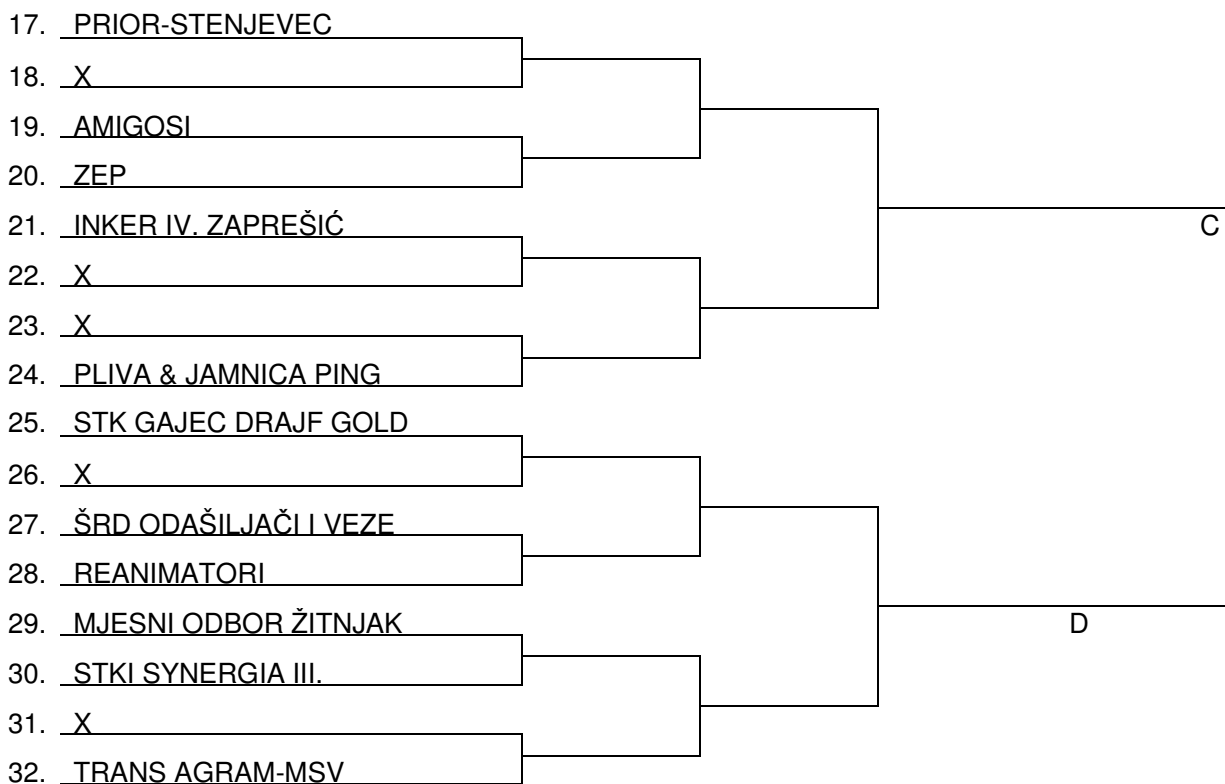 17. PRIOR-STENJEVEC
18. X
19. AMIGOSI
20. ZEP
21. INKER IV. ZAPREŠIĆ
C
22. X
23. X
24. PLIVA & JAMNICA PING
25. STK GAJEC DRAJF GOLD
26. X
27. ŠRD ODAŠILJAČI I VEZE
28. REANIMATORI
29. MJESNI ODBOR ŽITNJAK
D
30. STKI SYNERGIA III.
31. X
32. TRANS AGRAM-MSV